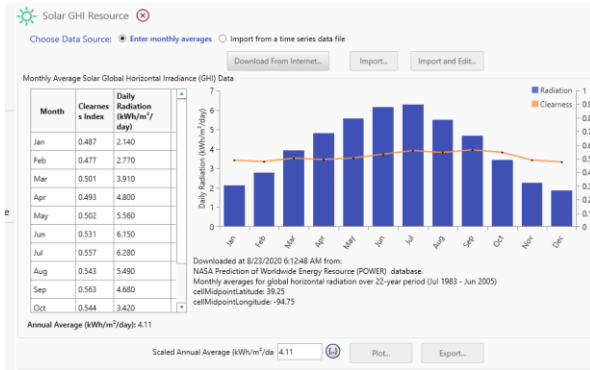 Solar GHI Resource
Choose Data Source: Enter monthly averages Import from a time series data file
Download From Internet... Import... Import and Edit...
Monthly Average Solar Global Horizontal Irradiance (GHI) Data
Month Clearnes s Index Daily Radiation (kWh/m²/ day)
Jan 0.487 2.140
Feb 0.477 2.770
Mar 0.501 3.910
Apr 0.493 4.800
May 0.502 5.560
Jun 0.531 6.150
Jul 0.557 6.280
Aug 0.543 5.490
Sep 0.563 4.680
Oct 0.544 3.420
Annual Average (kWh/m²/day): 4.11
Daily Radiation (kWh/m²/day)
7
6
5
4
3
2
1
0
Radiation
Clearness
1
0.9
0.8
0.7
0.6
0.5
0.4
0.3
0.2
0.1
0
Jan Feb Mar Apr May Jun Jul Aug Sep Oct Nov Dec
Downloaded at 8/23/2020 6:12:48 AM from:
NASA Prediction of Worldwide Energy Resource (POWER) database.
Monthly averages for global horizontal radiation over 22-year period (Jul 1983 - Jun 2005)
cellMidpointLatitude: 39.25
cellMidpointLongitude: -94.75
Scaled Annual Average (kWh/m²/da 4.11 Plot... Export...